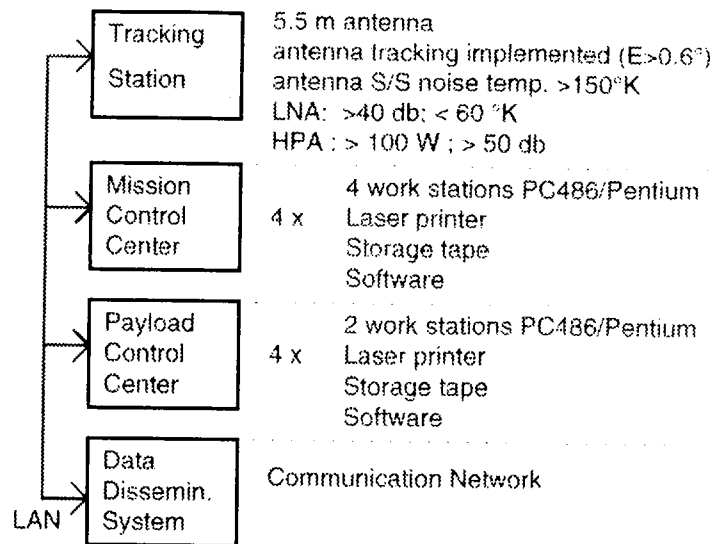 Tracking
Station
5.5 m antenna
antenna tracking implemented (E>0.6°)
antenna S/S noise temp. >150°K
LNA: >40 db; < 60 °K
HPA : > 100 W ; > 50 db
Mission
Control
Center
4 x
4 work stations PC486/Pentium
Laser printer
Storage tape
Software
Payload
Control
Center
4 x
2 work stations PC486/Pentium
Laser printer
Storage tape
Software
Data
Dissemin.
System
Communication Network
LAN